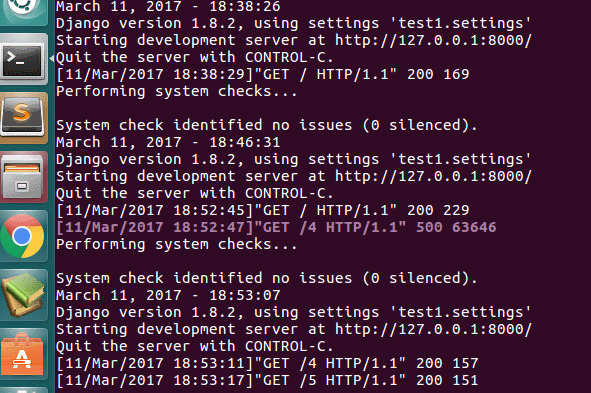 March 11, 2017 - 18:38:26
Django version 1.8.2, using settings 'test1.settings'
Starting development server at http://127.0.0.1:8000/
Quit the server with CONTROL-C.
[11/Mar/2017 18:38:29]"GET / HTTP/1.1" 200 169
Performing system checks...
System check identified no issues (0 silenced).
March 11, 2017 - 18:46:31
Django version 1.8.2, using settings 'test1.settings'
Starting development server at http://127.0.0.1:8000/
Quit the server with CONTROL-C.
[11/Mar/2017 18:52:45]"GET / HTTP/1.1" 200 229
[11/Mar/2017 18:52:47]"GET /4 HTTP/1.1" 500 63646
Performing system checks...
System check identified no issues (0 silenced).
March 11, 2017 - 18:53:07
Django version 1.8.2, using settings 'test1.settings'
Starting development server at http://127.0.0.1:8000/
Quit the server with CONTROL-C.
[11/Mar/2017 18:53:11]"GET /4 HTTP/1.1" 200 157
[11/Mar/2017 18:53:17]"GET /5 HTTP/1.1" 200 151